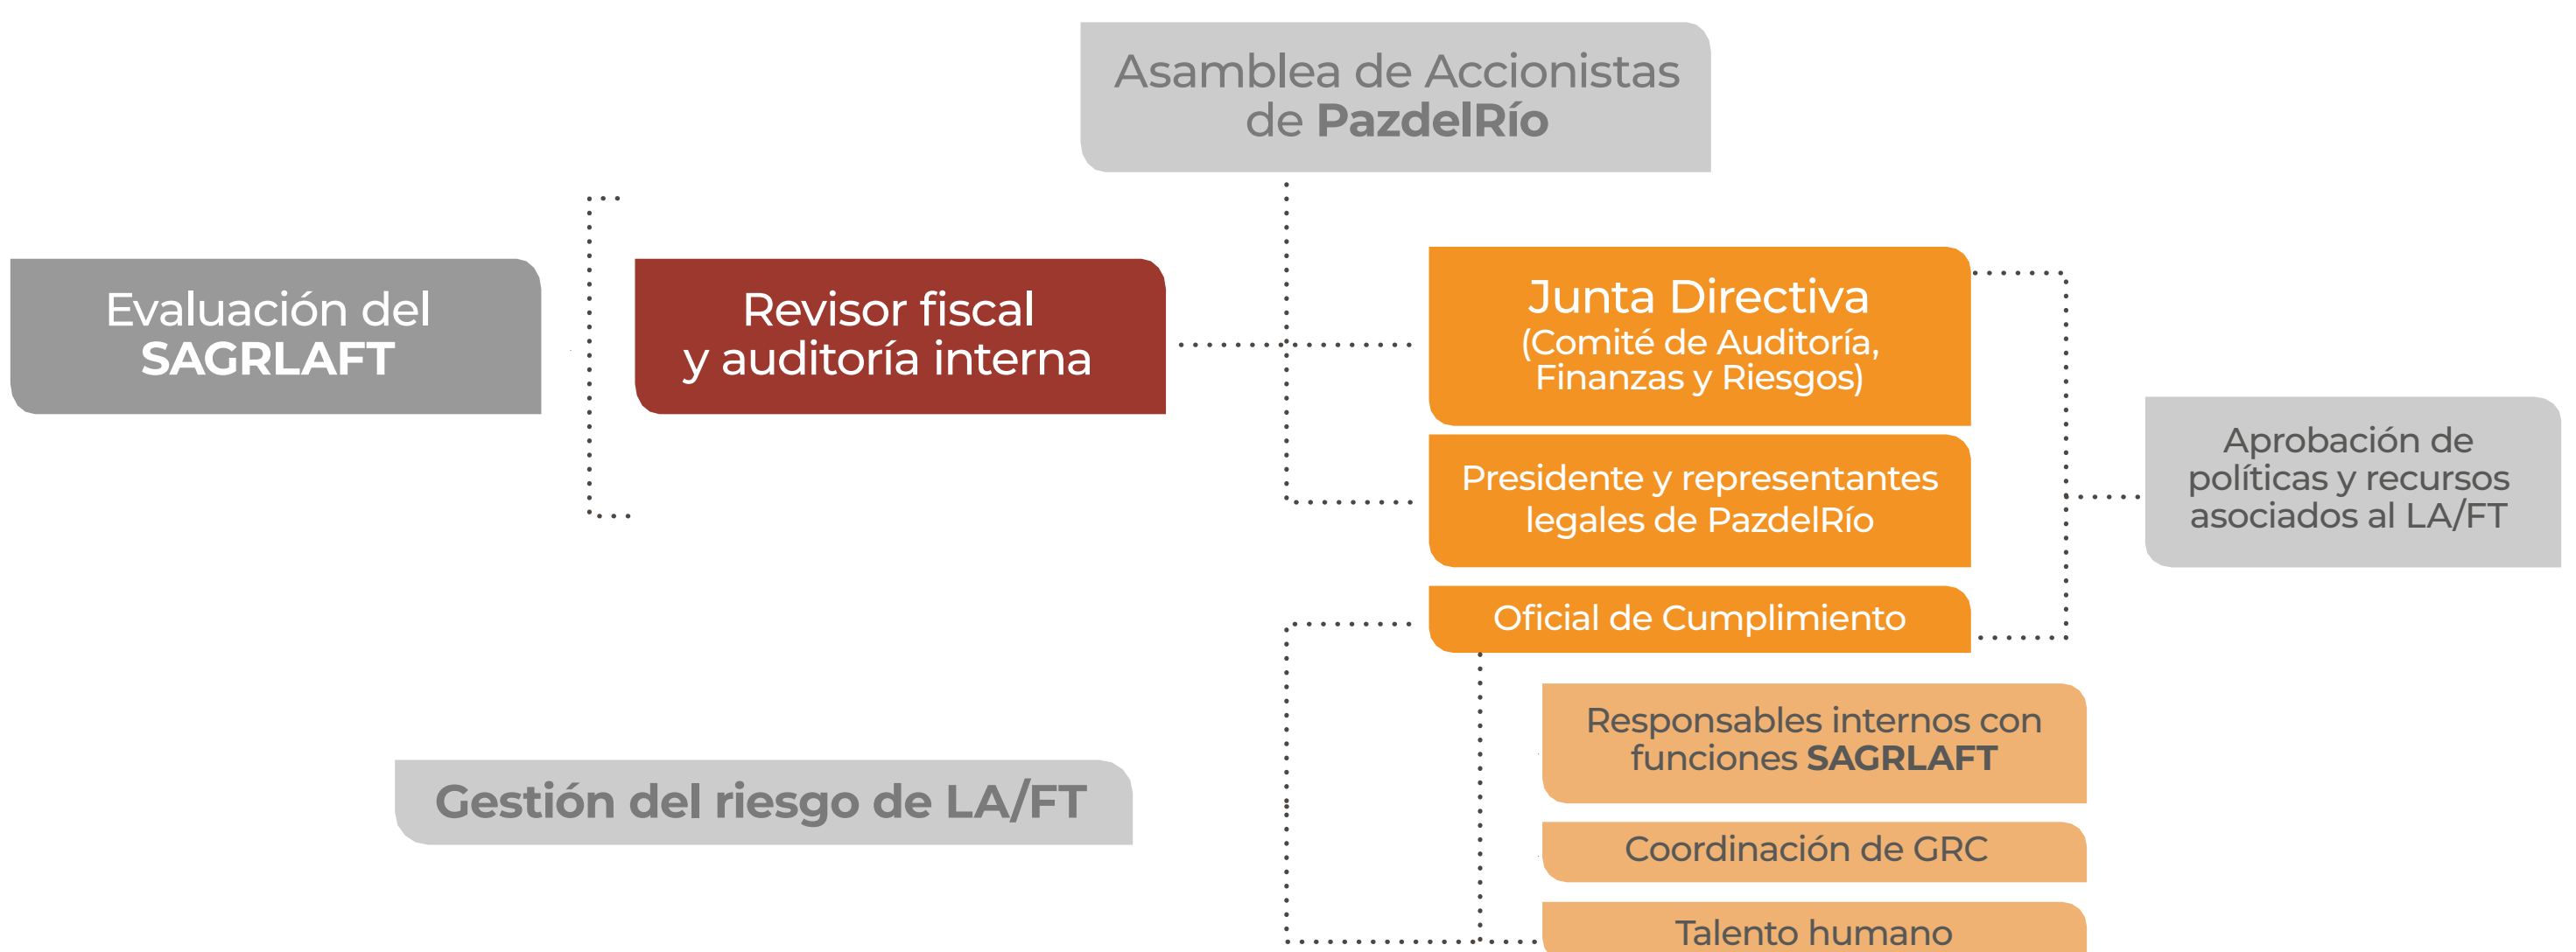 Asamblea de Accionistas
de PazdelRío
Evaluación del
SAGRLAFT
Revisor fiscal
y auditoría interna
Junta Directiva
(Comité de Auditoría,
Finanzas y Riesgos)
Presidente y representantes
legales de PazdelRío
Oficial de Cumplimiento
Aprobación de
políticas y recursos
asociados al LA/FT
Gestión del riesgo de LA/FT
Responsables internos con
funciones SAGRLAFT
Coordinación de GRC
Talento humano